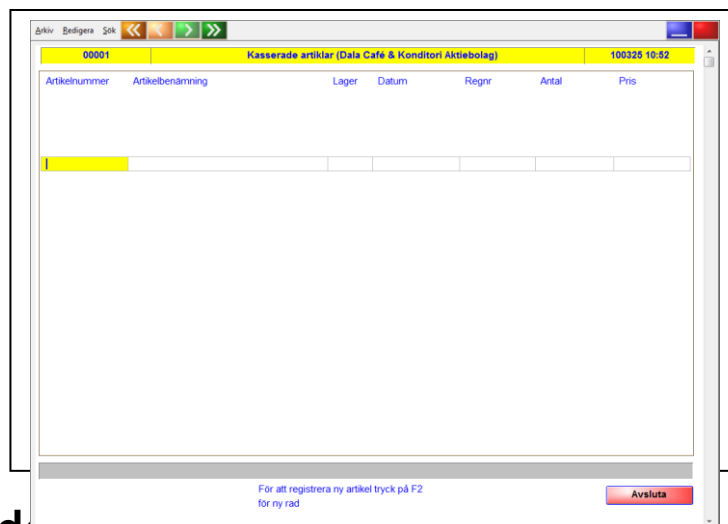 Arkiv Redigera Sök
00001 Kasserade artiklar (Dala Café & Konditori Aktiebolag) 100325 10:52
Artikelnummer Artikelbenämning Lager Datum Regnr Antal Pris
För att registrera ny artikel tryck på F2
för ny rad
Avsluta